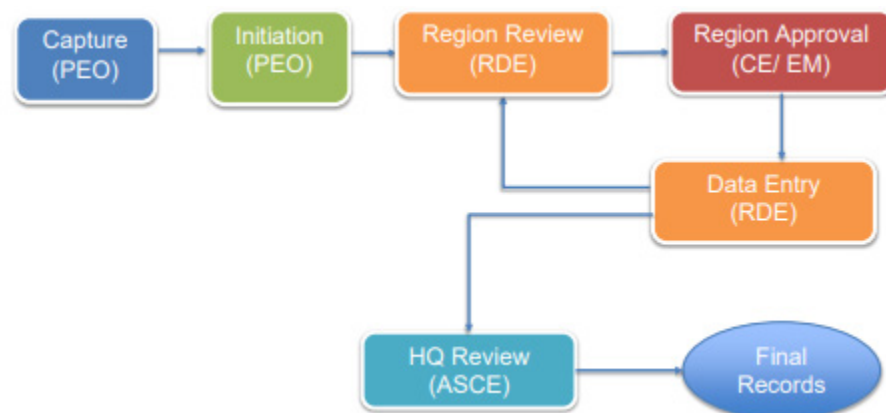 Capture
(PEO)
Initiation
(PEO)
Region Review
(RDE)
Region Approval
(CE/ EM)
Data Entry
(RDE)
HQ Review
(ASCE)
Final
Records